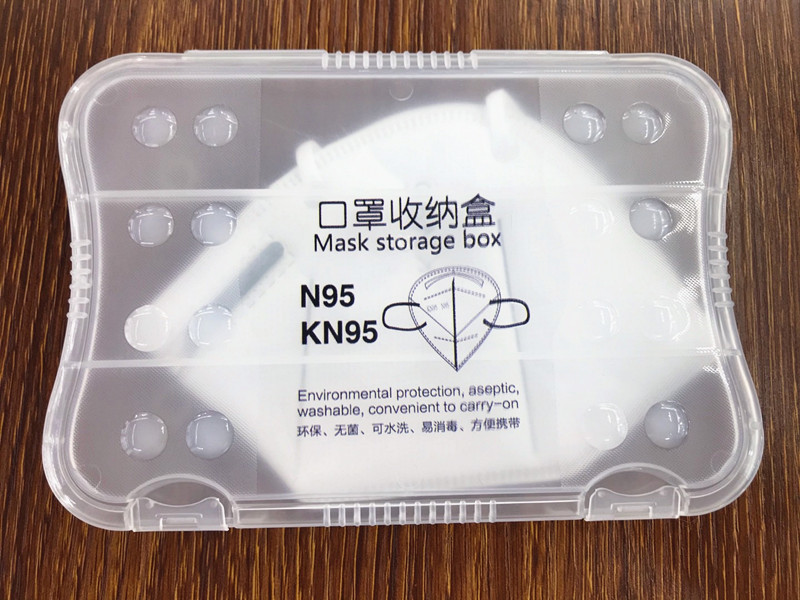 口罩收纳盒
Mask storage box
N95
KN95
Environmental protection, aseptic,
washable, convenient to carry-on
环保、无菌、可水洗、易消毒、方便携带